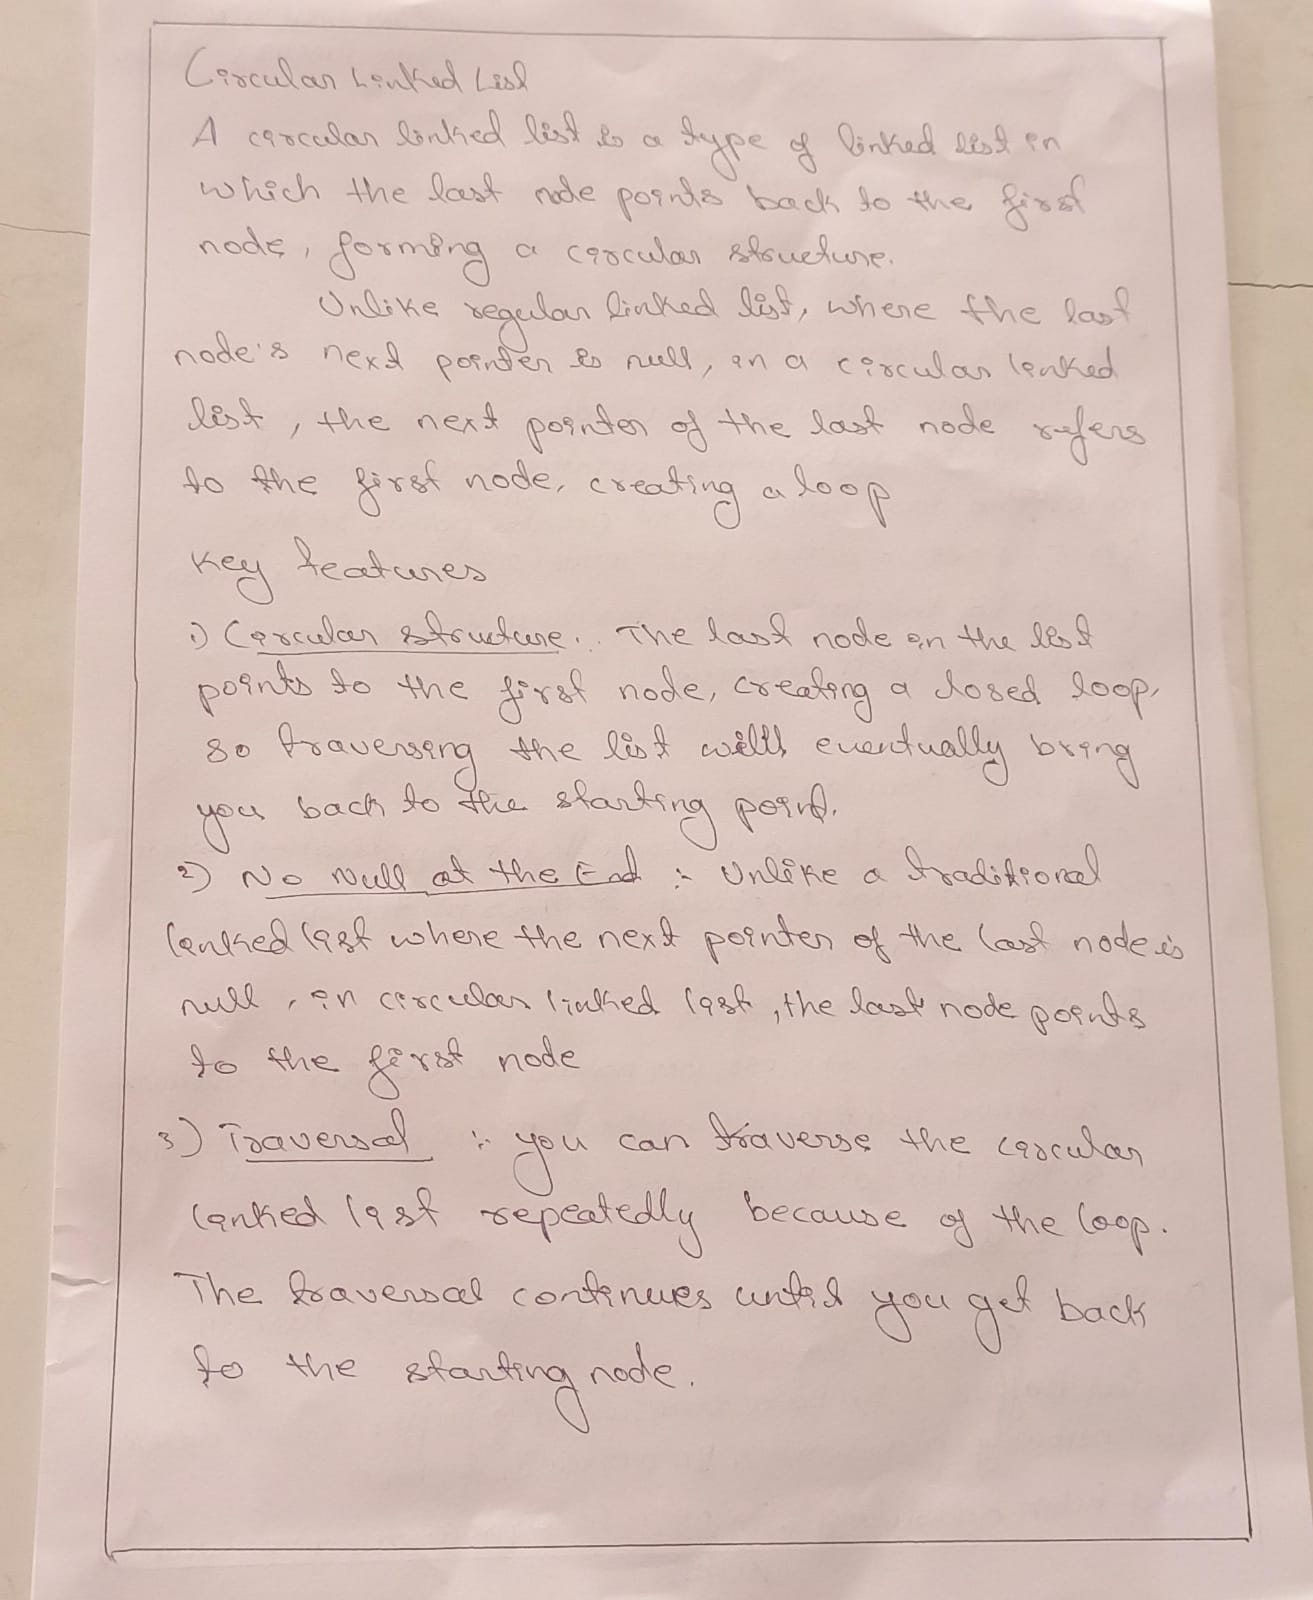 Circular Linked List
A circular linked list is a type of linked list in
which the last node points back to the first
node, forming a circular structure.
Unlike regular linked list, where the last
node's next pointer is null, in a circular linked
list, the next pointer of the last node refers
to the first node, creating a loop
Key features
1) Circular structure :. The last node in the list
points to the first node, creating a closed loop,
so traversing the list will eventually bring
you back to the starting point.
2) No Null at the End :- Unlike a traditional
linked list where the next pointer of the last node is
null, in circular linked list, the last node points
to the first node
3) Traversal :- you can traverse the circular
linked list repeatedly because of the loop.
The traversal continues until you get back
to the starting node.